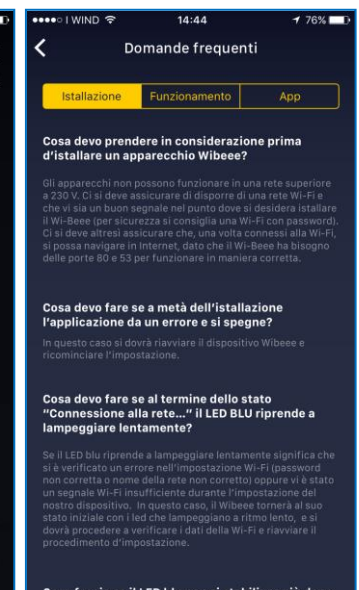 I WIND 14:44 76%
Domande frequenti
Istallazione Funzionamento App
Cosa devo prendere in considerazione prima
d'istallare un apparecchio Wibeee?
Gli apparecchi non possono funzionare in una rete superiore
a 230 V. Ci si deve assicurare di disporre di una rete Wi-Fi e
che vi sia un buon segnale nel punto dove si desidera istallare
il Wi-Beee (per sicurezza si consiglia una Wi-Fi con password).
Ci si deve altresì assicurare che, una volta connessi alla Wi-Fi,
si possa navigare in Internet, dato che il Wi-Beee ha bisogno
delle porte 80 e 53 per funzionare in maniera corretta.
Cosa devo fare se a metà dell'istallazione
l'applicazione da un errore e si spegne?
In questo caso si dovrà riavviare il dispositivo Wibeee e
ricominciare l'impostazione.
Cosa devo fare se al termine dello stato
"Connessione alla rete..." il LED BLU riprende a
lampeggiare lentamente?
Se il LED blu riprende a lampeggiare lentamente significa che
si è verificato un errore nell'impostazione Wi-Fi (password
non corretta o nome della rete non corretto) oppure vi è stato
un segnale Wi-Fi insufficiente durante l'impostazione del
nostro dispositivo. In questo caso, il Wibeee tornerà al suo
stato iniziale con i led che lampeggiano a ritmo lento, e si
dovrà procedere a verificare i dati della Wi-Fi e riavviare il
procedimento d'impostazione.